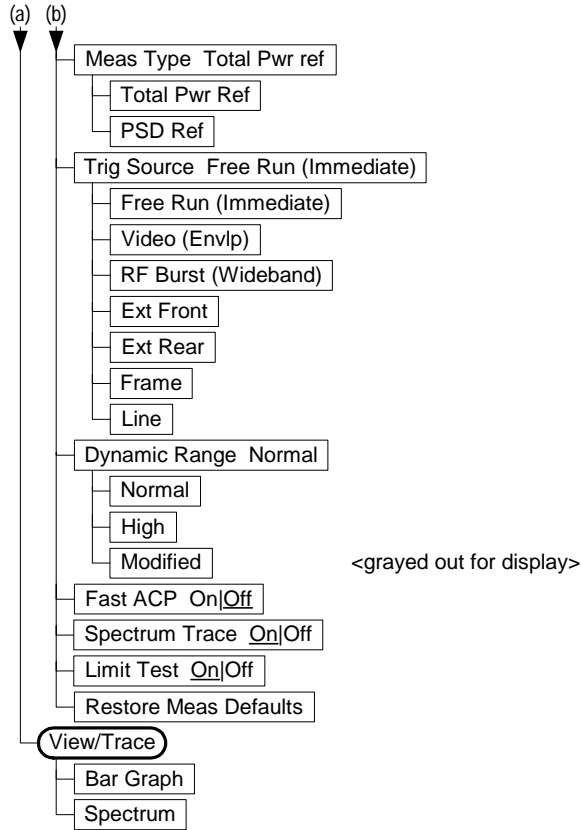 (a) (b)
Meas Type Total Pwr ref
Total Pwr Ref
PSD Ref
Trig Source Free Run (Immediate)
Free Run (Immediate)
Video (Envlp)
RF Burst (Wideband)
Ext Front
Ext Rear
Frame
Line
Dynamic Range Normal
Normal
High
Modified <grayed out for display>
Fast ACP On|Off
Spectrum Trace On|Off
Limit Test On|Off
Restore Meas Defaults
View/Trace
Bar Graph
Spectrum